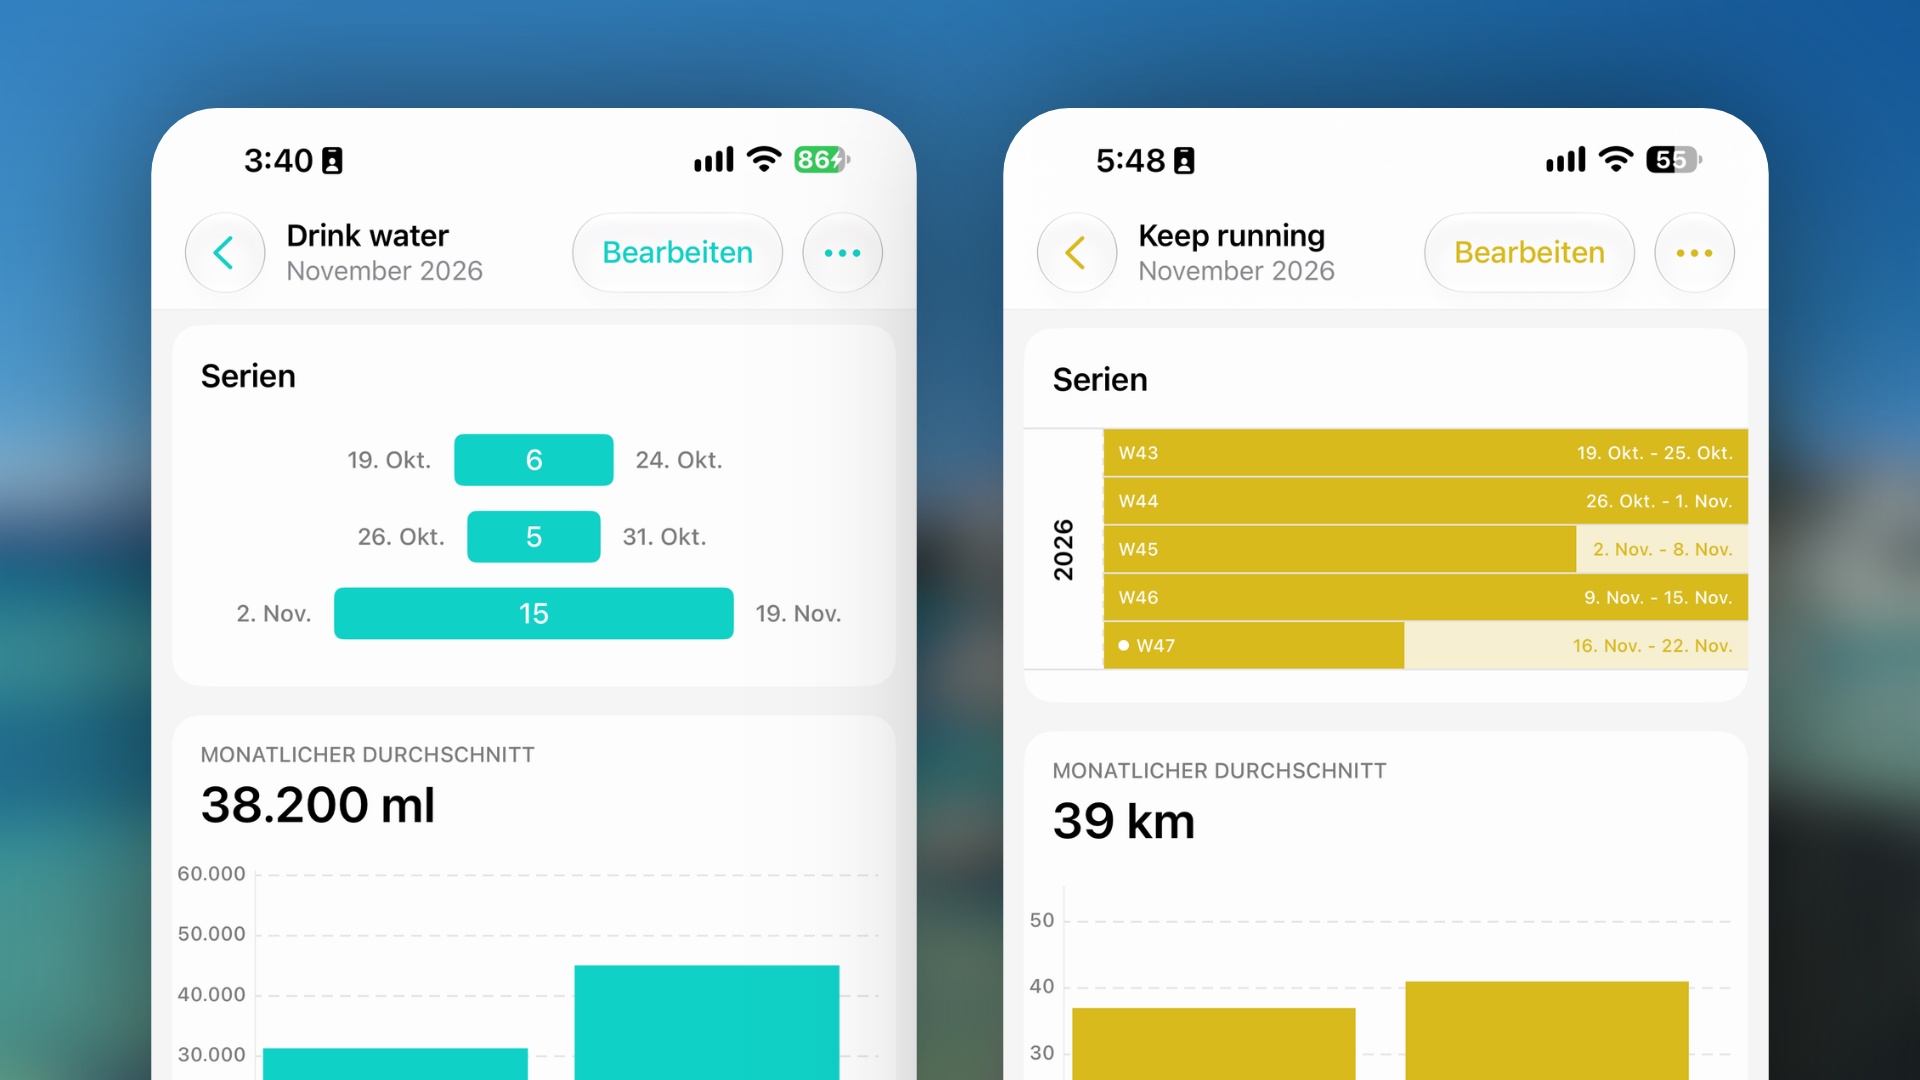 3:40
86
Drink water
November 2026
Bearbeiten
Serien
19. Okt.
6
24. Okt.
26. Okt.
5
31. Okt.
2. Nov.
15
19. Nov.
MONATLICHER DURCHSCHNITT
38.200 ml
60.000
50.000
40.000
30.000
5:48
55
Keep running
November 2026
Bearbeiten
Serien
2026
W43
19. Okt. - 25. Okt.
W44
26. Okt. - 1. Nov.
W45
2. Nov. - 8. Nov.
W46
9. Nov. - 15. Nov.
W47
16. Nov. - 22. Nov.
MONATLICHER DURCHSCHNITT
39 km
50
40
30